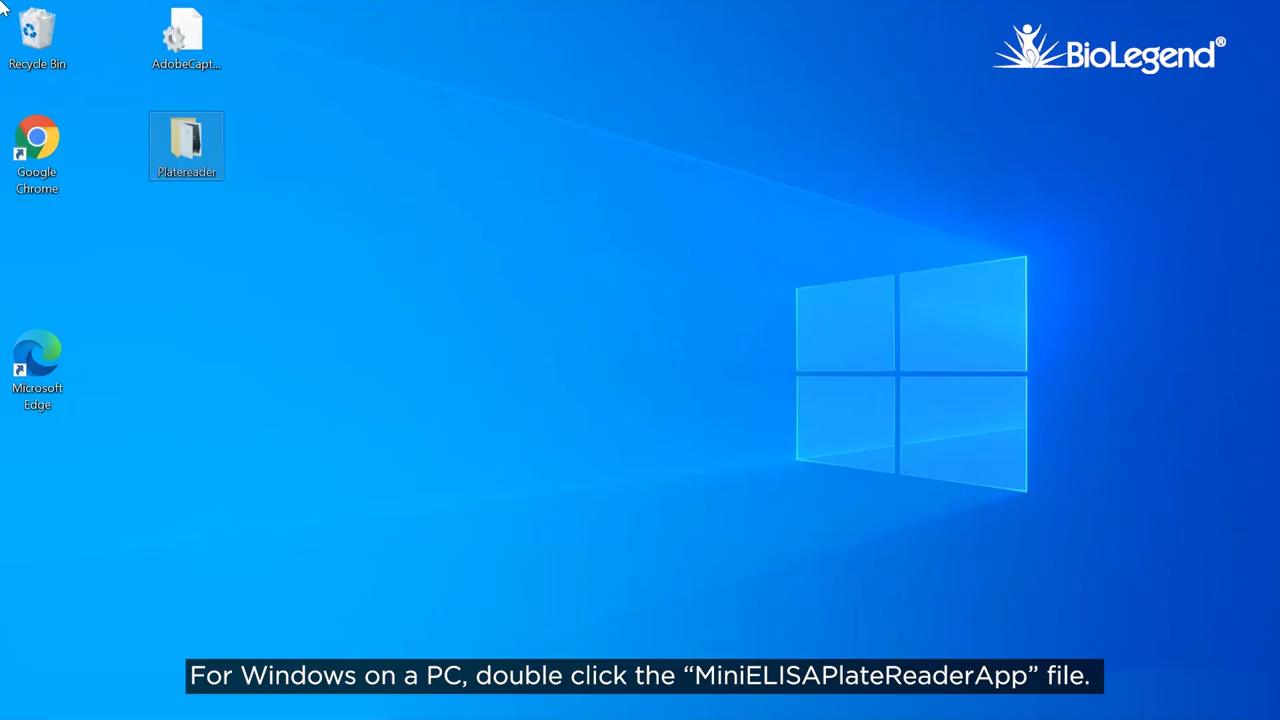 BioLegend®
Recycle Bin
AdobeCapt...
Google
Chrome
Platereader
Microsoft
Edge
For Windows on a PC, double click the “MiniELISAPlateReaderApp” file.